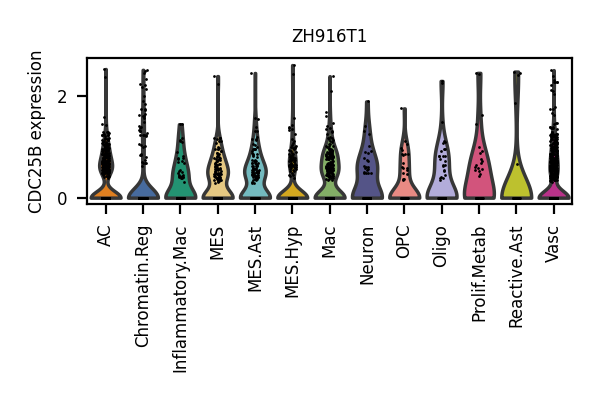 ZH916T1
CDC25B expression
2
0
AC
Chromatin.Reg
Inflammatory.Mac
MES
MES.Ast
MES.Hyp
Mac
Neuron
OPC
Oligo
Prolif.Metab
Reactive.Ast
Vasc